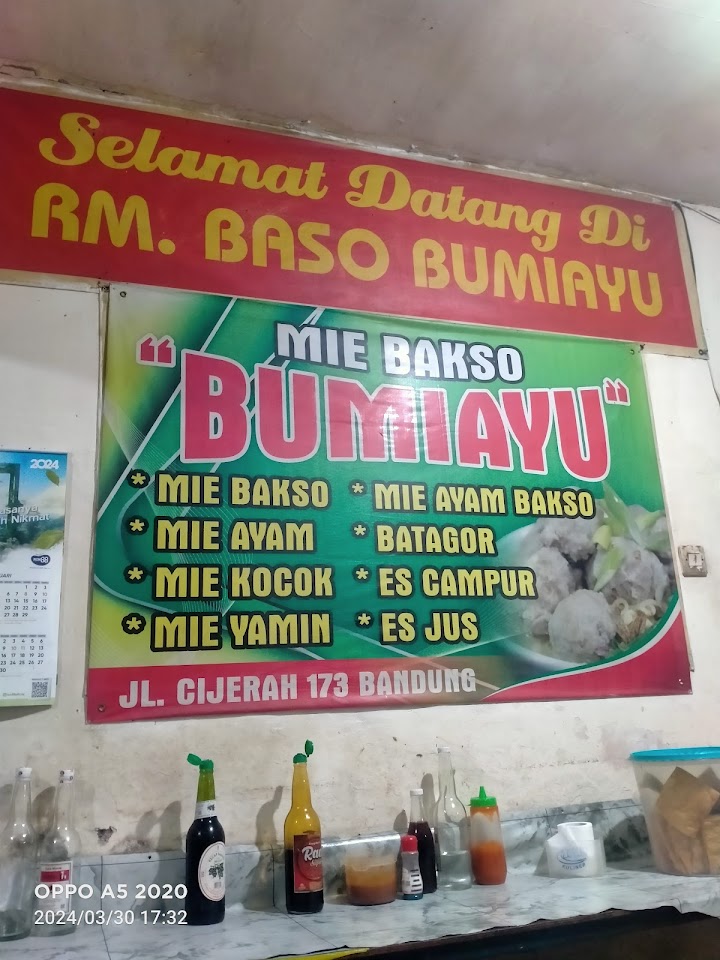 Selamat Datang Di
RM. BASO BUMIAYU
MIE BAKSO
"BUMIAYU"
* MIE BAKSO
* MIE AYAM
* MIE KOCOK
* MIE YAMIN
* MIE AYAM BAKSO
* BATAGOR
* ES CAMPUR
* ES JUS
JL. CIJERAH 173 BANDUNG
2024
Nikmat
OPPO A5 2020
2024/03/30 17:32